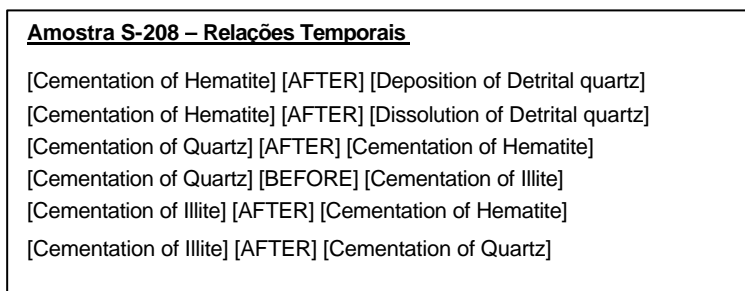 Amostra S-208 – Relações Temporais
[Cementation of Hematite] [AFTER] [Deposition of Detrital quartz]
[Cementation of Hematite] [AFTER] [Dissolution of Detrital quartz]
[Cementation of Quartz] [AFTER] [Cementation of Hematite]
[Cementation of Quartz] [BEFORE] [Cementation of Illite]
[Cementation of Illite] [AFTER] [Cementation of Hematite]
[Cementation of Illite] [AFTER] [Cementation of Quartz]